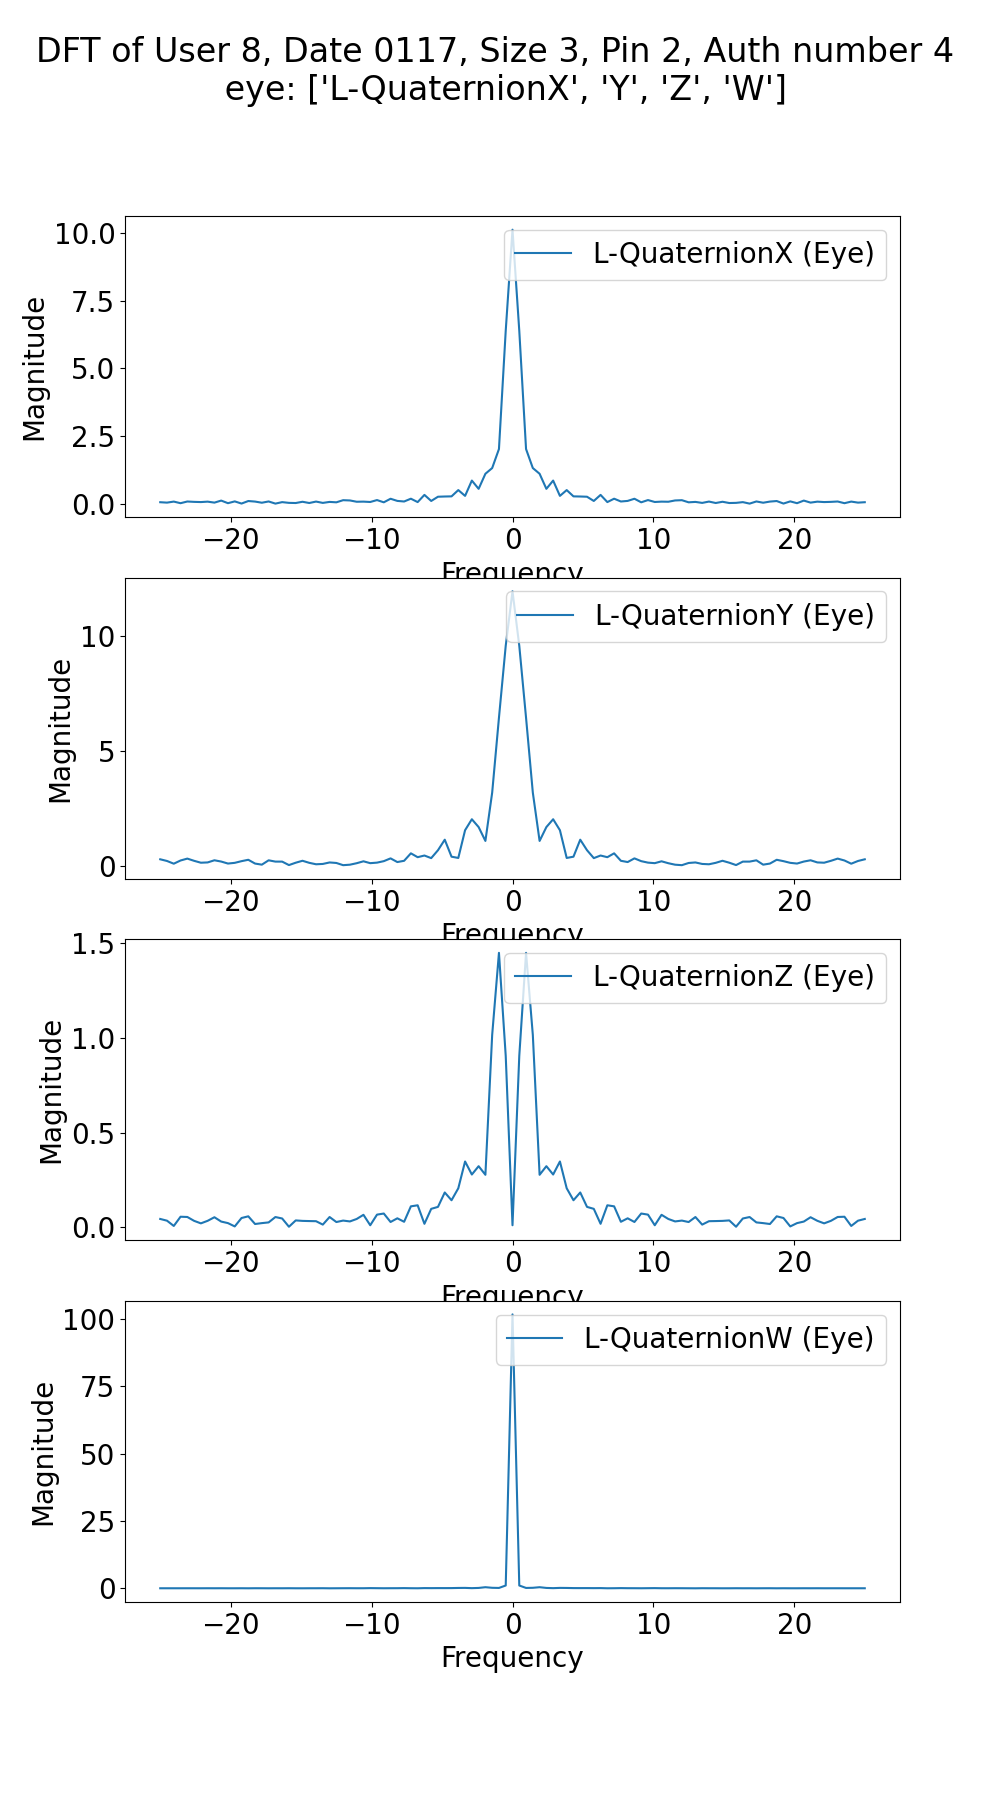 DFT of User 8, Date 0117, Size 3, Pin 2, Auth number 4
eye: ['L-QuaternionX', 'Y', 'Z', 'W']
L-QuaternionX (Eye)
Magnitude
10.0
7.5
5.0
2.5
0.0
−20 −10 0 10 20
Frequency
L-QuaternionY (Eye)
Magnitude
10
5
0
−20 −10 0 10 20
Frequency
L-QuaternionZ (Eye)
Magnitude
1.5
1.0
0.5
0.0
−20 −10 0 10 20
Frequency
L-QuaternionW (Eye)
Magnitude
100
75
50
25
0
−20 −10 0 10 20
Frequency